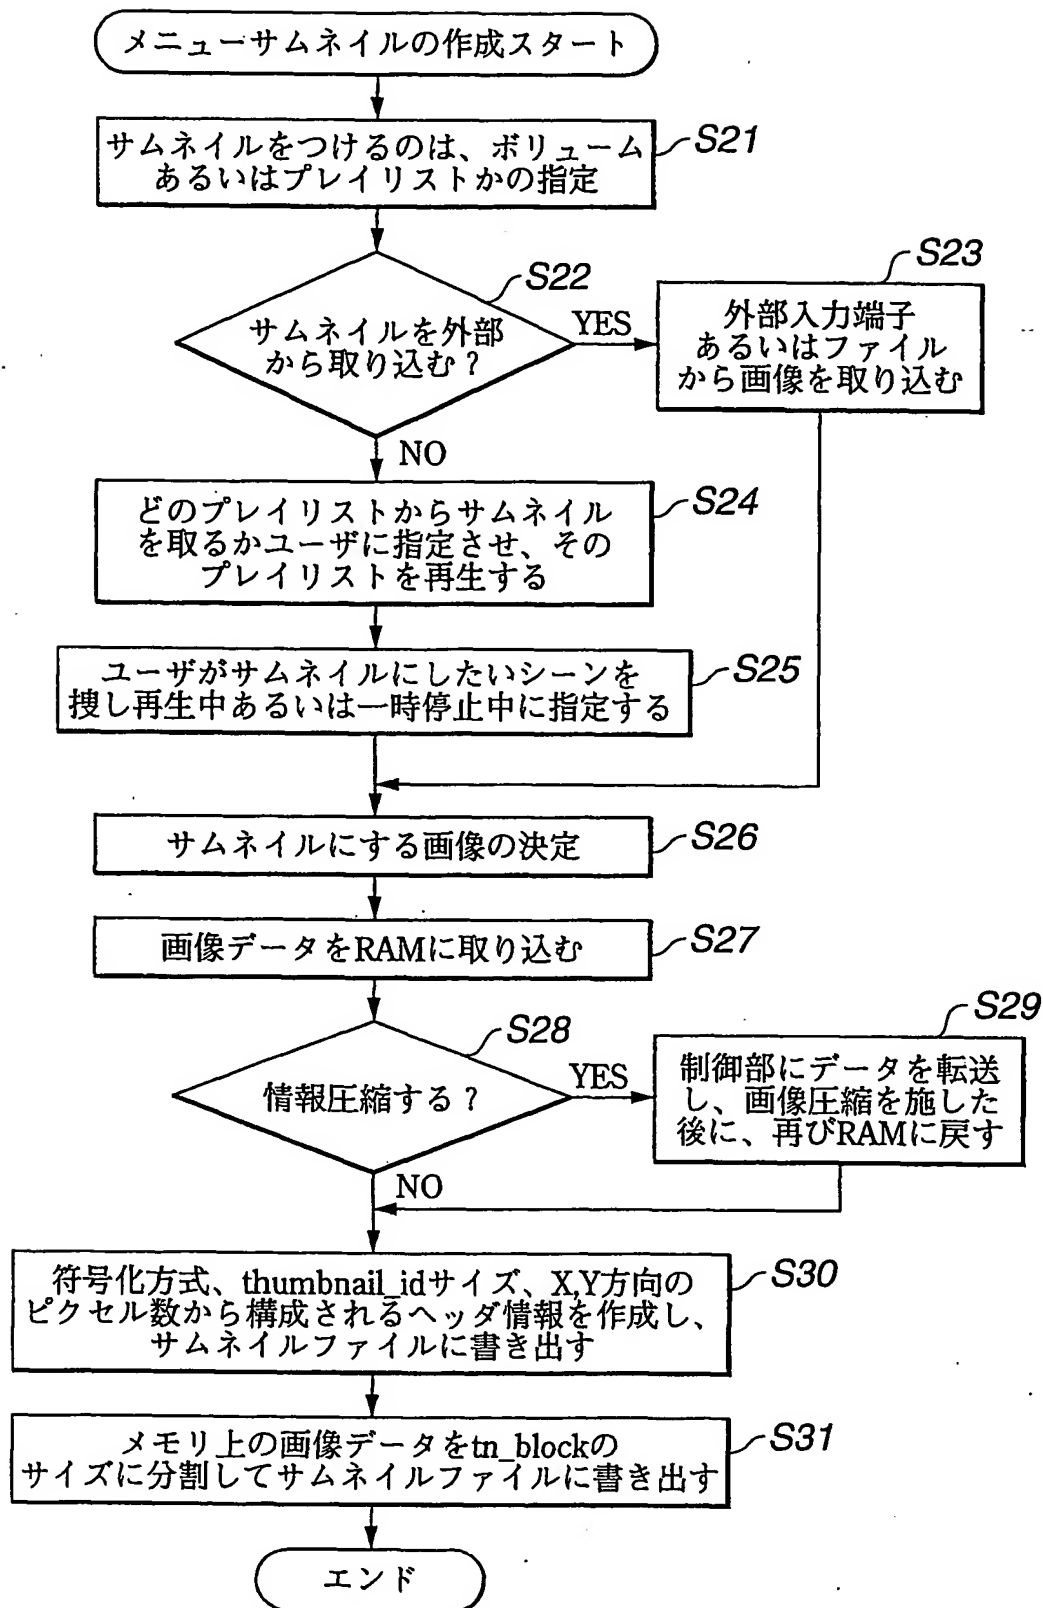 メニューサムネイルの作成スタート
サムネイルをつけるのは、ボリューム
あるいはプレイリストかの指定
S21
S22
サムネイルを外部
から取り込む?
YES
S23
外部入力端子
あるいはファイル
から画像を取り込む
NO
どのプレイリストからサムネイル
を取るかユーザに指定させ、その
プレイリストを再生する
S24
ユーザがサムネイルにしたいシーンを
捜し再生中あるいは一時停止中に指定する
S25
サムネイルにする画像の決定
S26
画像データをRAMに取り込む
S27
S28
情報圧縮する?
YES
S29
制御部にデータを転送
し、画像圧縮を施した
後に、再びRAMに戻す
NO
符号化方式、thumbnail_idサイズ、X,Y方向の
ピクセル数から構成されるヘッダ情報を作成し、
サムネイルファイルに書き出す
S30
メモリ上の画像データをtn_blockの
サイズに分割してサムネイルファイルに書き出す
S31
エンド